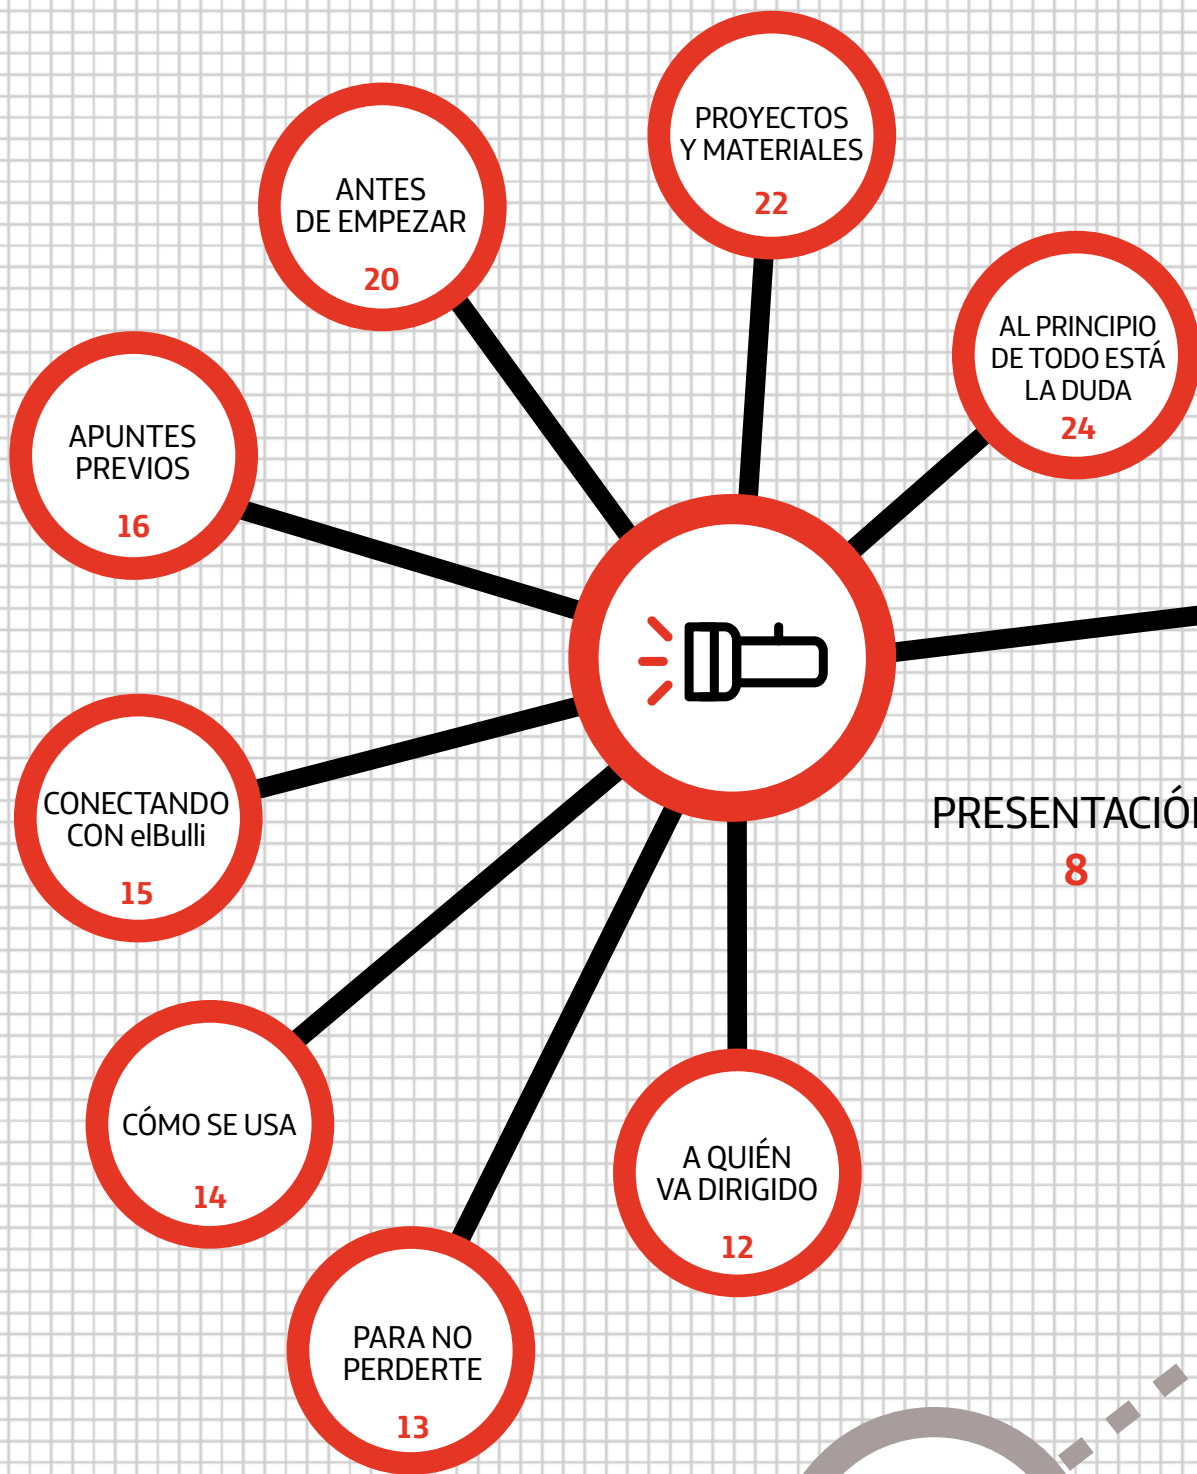 PROYECTOS
Y MATERIALES
22
ANTES
DE EMPEZAR
20
AL PRINCIPIO
DE TODO ESTÁ
LA DUDA
24
APUNTES
PREVIOS
16
CONECTANDO
CON elBulli
15
PRESENTACIÓN
8
CÓMO SE USA
14
A QUIÉN
VA DIRIGIDO
12
PARA NO
PERDERTE
13